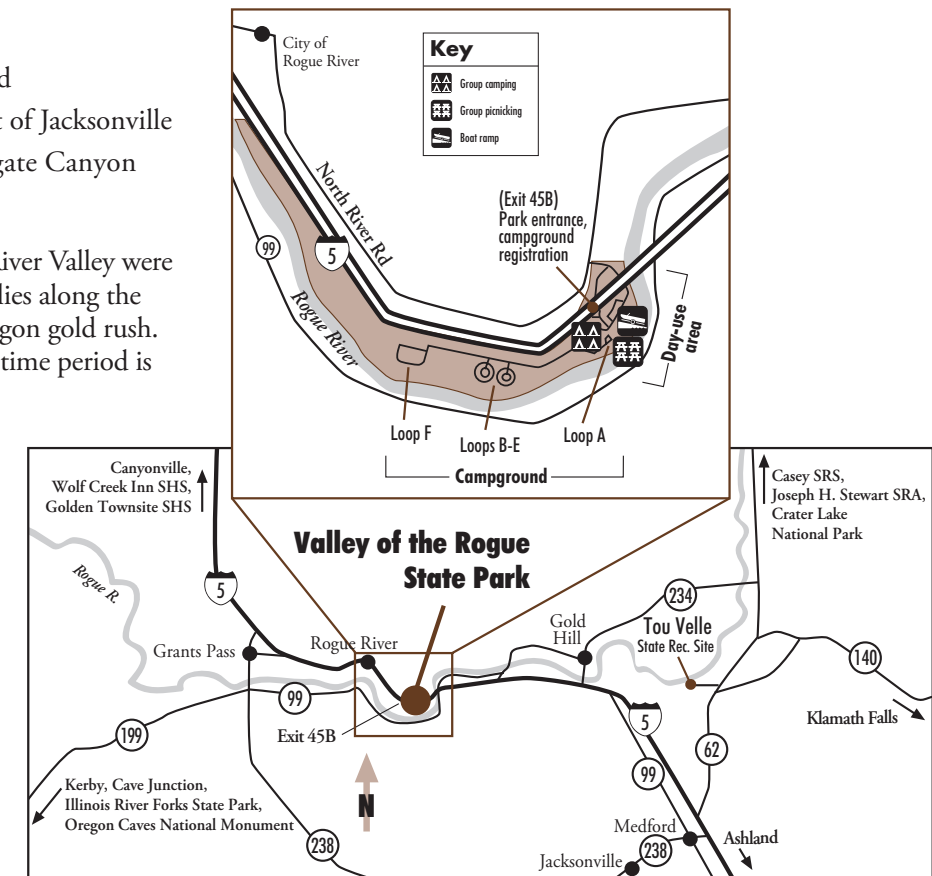 d
of Jacksonville
gate Canyon
River Valley were
lies along the
gon gold rush.
time period is
City of
Rogue River
Key
Group camping
Group picnicking
Boat ramp
North River Rd
(Exit 45B)
Park entrance,
campground
registration
99
5
Rogue River
Day-use
area
Loop F
Loops B-E
Loop A
Campground
Canyonville,
Wolf Creek Inn SHS,
Golden Townsite SHS
Casey SRS,
Joseph H. Stewart SRA,
Crater Lake
National Park
Valley of the Rogue
State Park
Rogue R.
5
234
Gold
Hill
Tou Velle
State Rec. Site
Rogue River
Grants Pass
140
99
Klamath Falls
199
Exit 45B
5
62
99
Kerby, Cave Junction,
Illinois River Forks State Park,
Oregon Caves National Monument
N
238
Medford
Ashland
238
Jacksonville